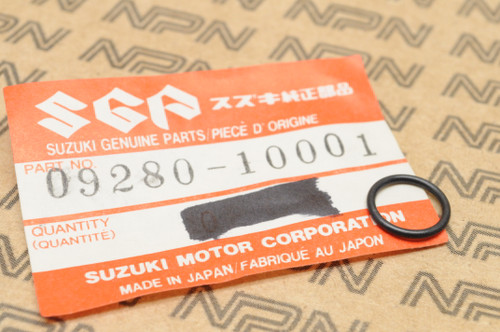 SGP スズキ純正部品
SUZUKI GENUINE PARTS/PIÈCE D'ORIGINE
PART NO.
09280-10001
QUANTITY
(QUANTITÉ)
SUZUKI MOTOR CORPORATION
MADE IN JAPAN/FABRIQUÉ AU JAPON